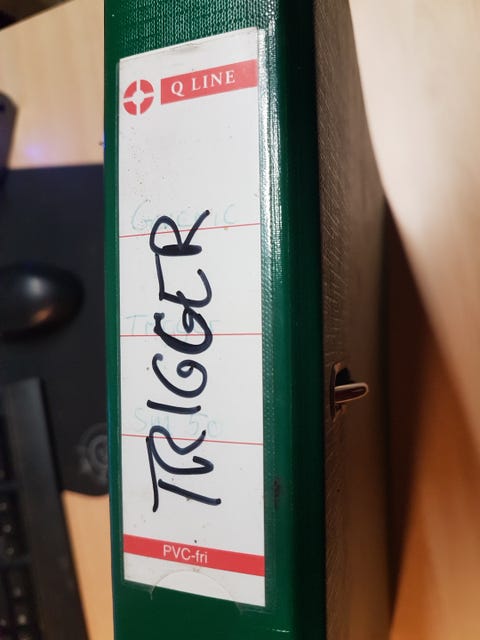 Q LINE
TRIGGER
PVC-fri